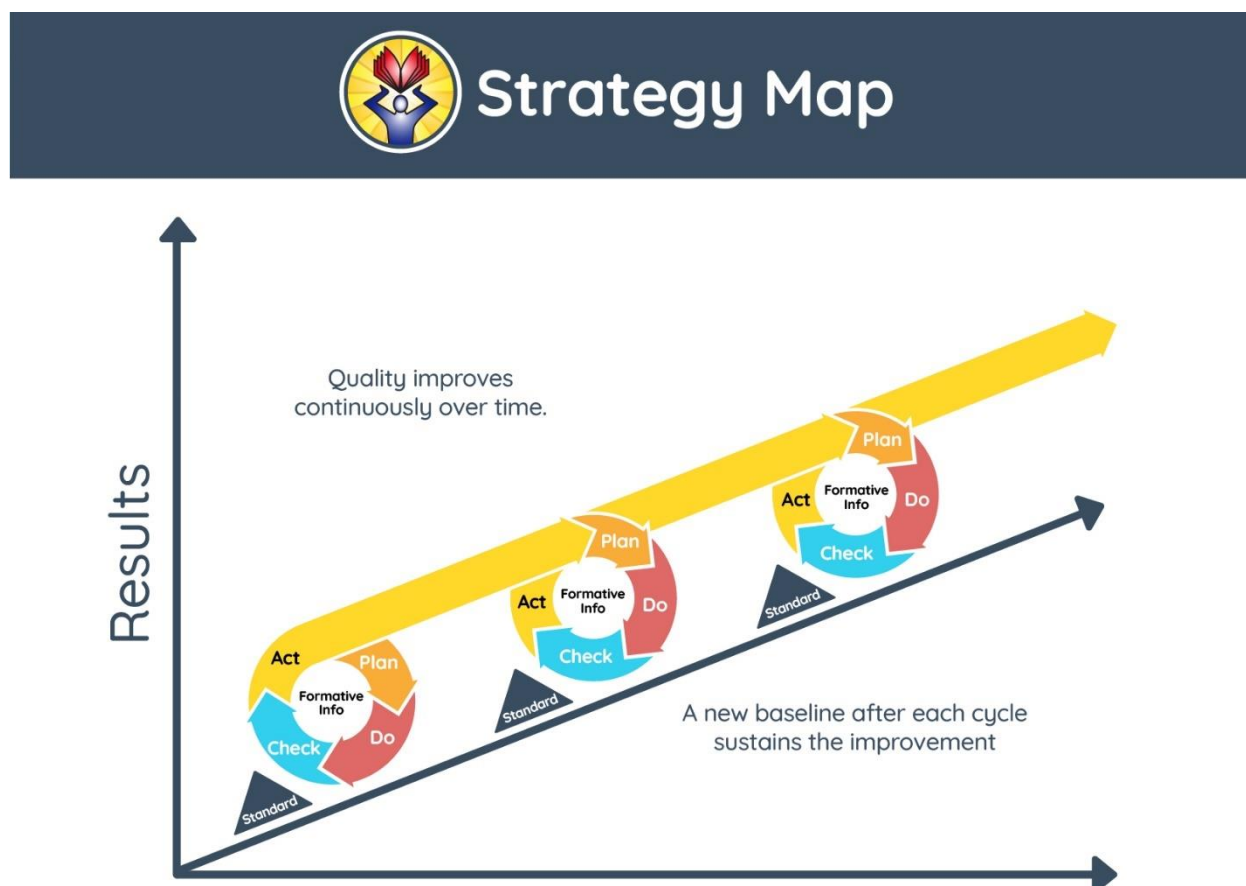 Strategy Map
Quality improves
continuously over time.
Results
Act
Plan
Formative
Info
Check
Do
Standard
Plan
Act
Formative
Info
Do
Check
Standard
Plan
Act
Formative
Info
Do
Check
Standard
A new baseline after each cycle
sustains the improvement